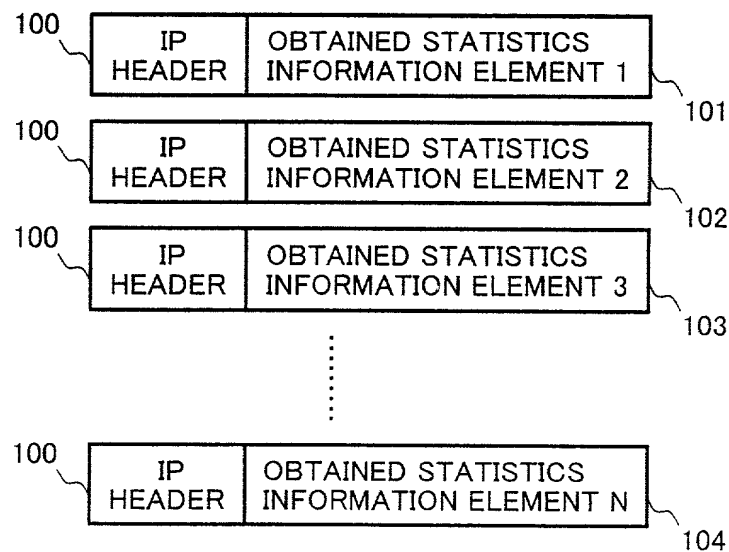 100
IP HEADER
OBTAINED STATISTICS
INFORMATION ELEMENT 1
101
100
IP HEADER
OBTAINED STATISTICS
INFORMATION ELEMENT 2
102
100
IP HEADER
OBTAINED STATISTICS
INFORMATION ELEMENT 3
103
100
IP HEADER
OBTAINED STATISTICS
INFORMATION ELEMENT N
104